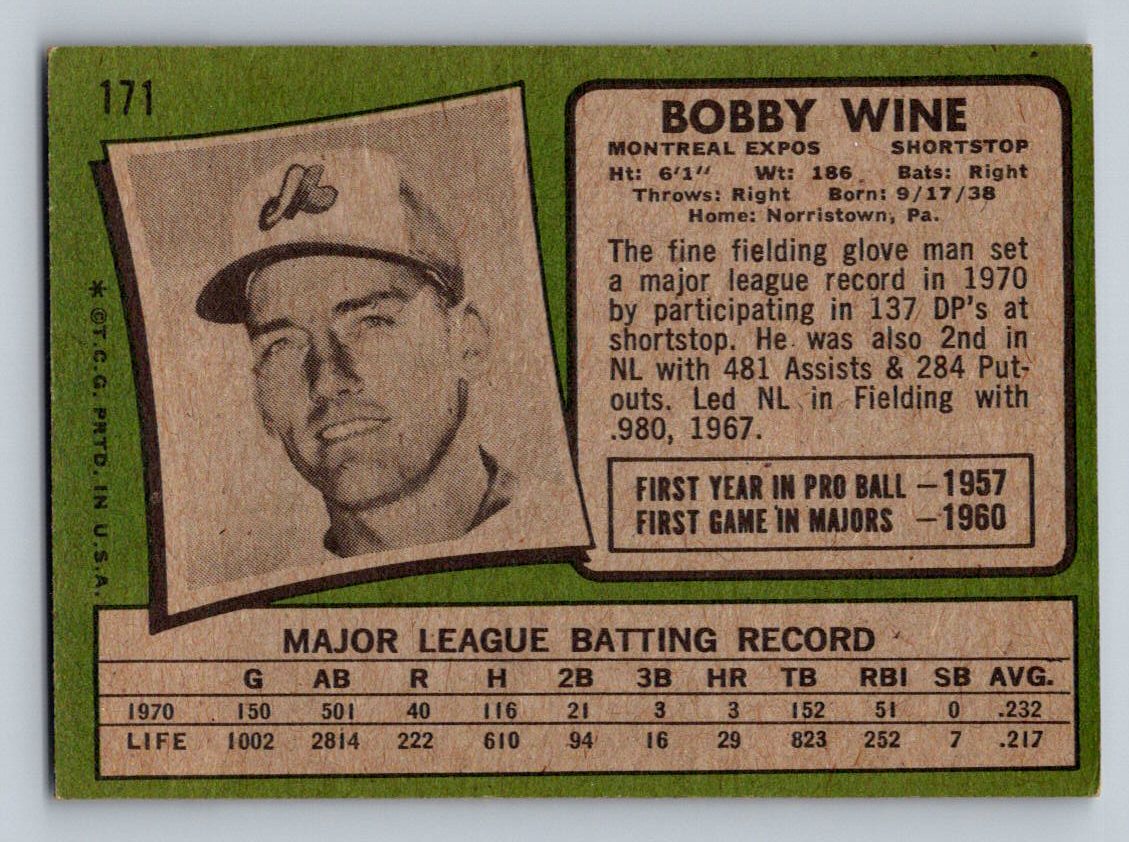 171
*©T.C.G. PRTD. IN U.S.A.
BOBBY WINE
MONTREAL EXPOS SHORTSTOP
Ht: 6'1" Wt: 186 Bats: Right
Throws: Right Born: 9/17/38
Home: Norristown, Pa.
The fine fielding glove man set
a major league record in 1970
by participating in 137 DP's at
shortstop. He was also 2nd in
NL with 481 Assists & 284 Put-
outs. Led NL in Fielding with
.980, 1967.
FIRST YEAR IN PRO BALL —1957
FIRST GAME IN MAJORS —1960
MAJOR LEAGUE BATTING RECORD
G AB R H 2B 3B HR TB RBI SB AVG.
1970 150 501 40 116 21 3 3 152 51 0 .232
LIFE 1002 2814 222 610 94 16 29 823 252 7 .217